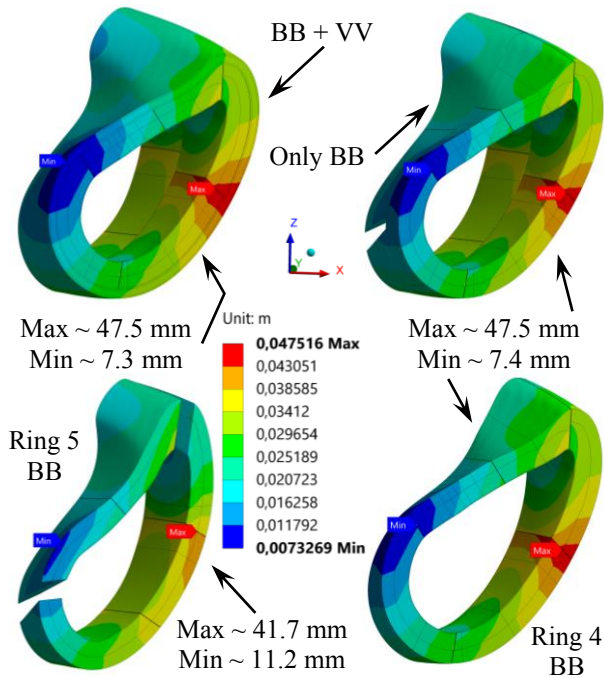 BB + VV
Only BB
Min
Max
Min
Max
Z
Y
X
Max ~ 47.5 mm
Min ~ 7.3 mm
Max ~ 47.5 mm
Min ~ 7.4 mm
Unit: m
0,047516 Max
0,043051
0,038585
0,03412
0,029654
0,025189
0,020723
0,016258
0,011792
0,0073269 Min
Ring 5
BB
Min
Max
Max ~ 41.7 mm
Min ~ 11.2 mm
Min
Max
Ring 4
BB